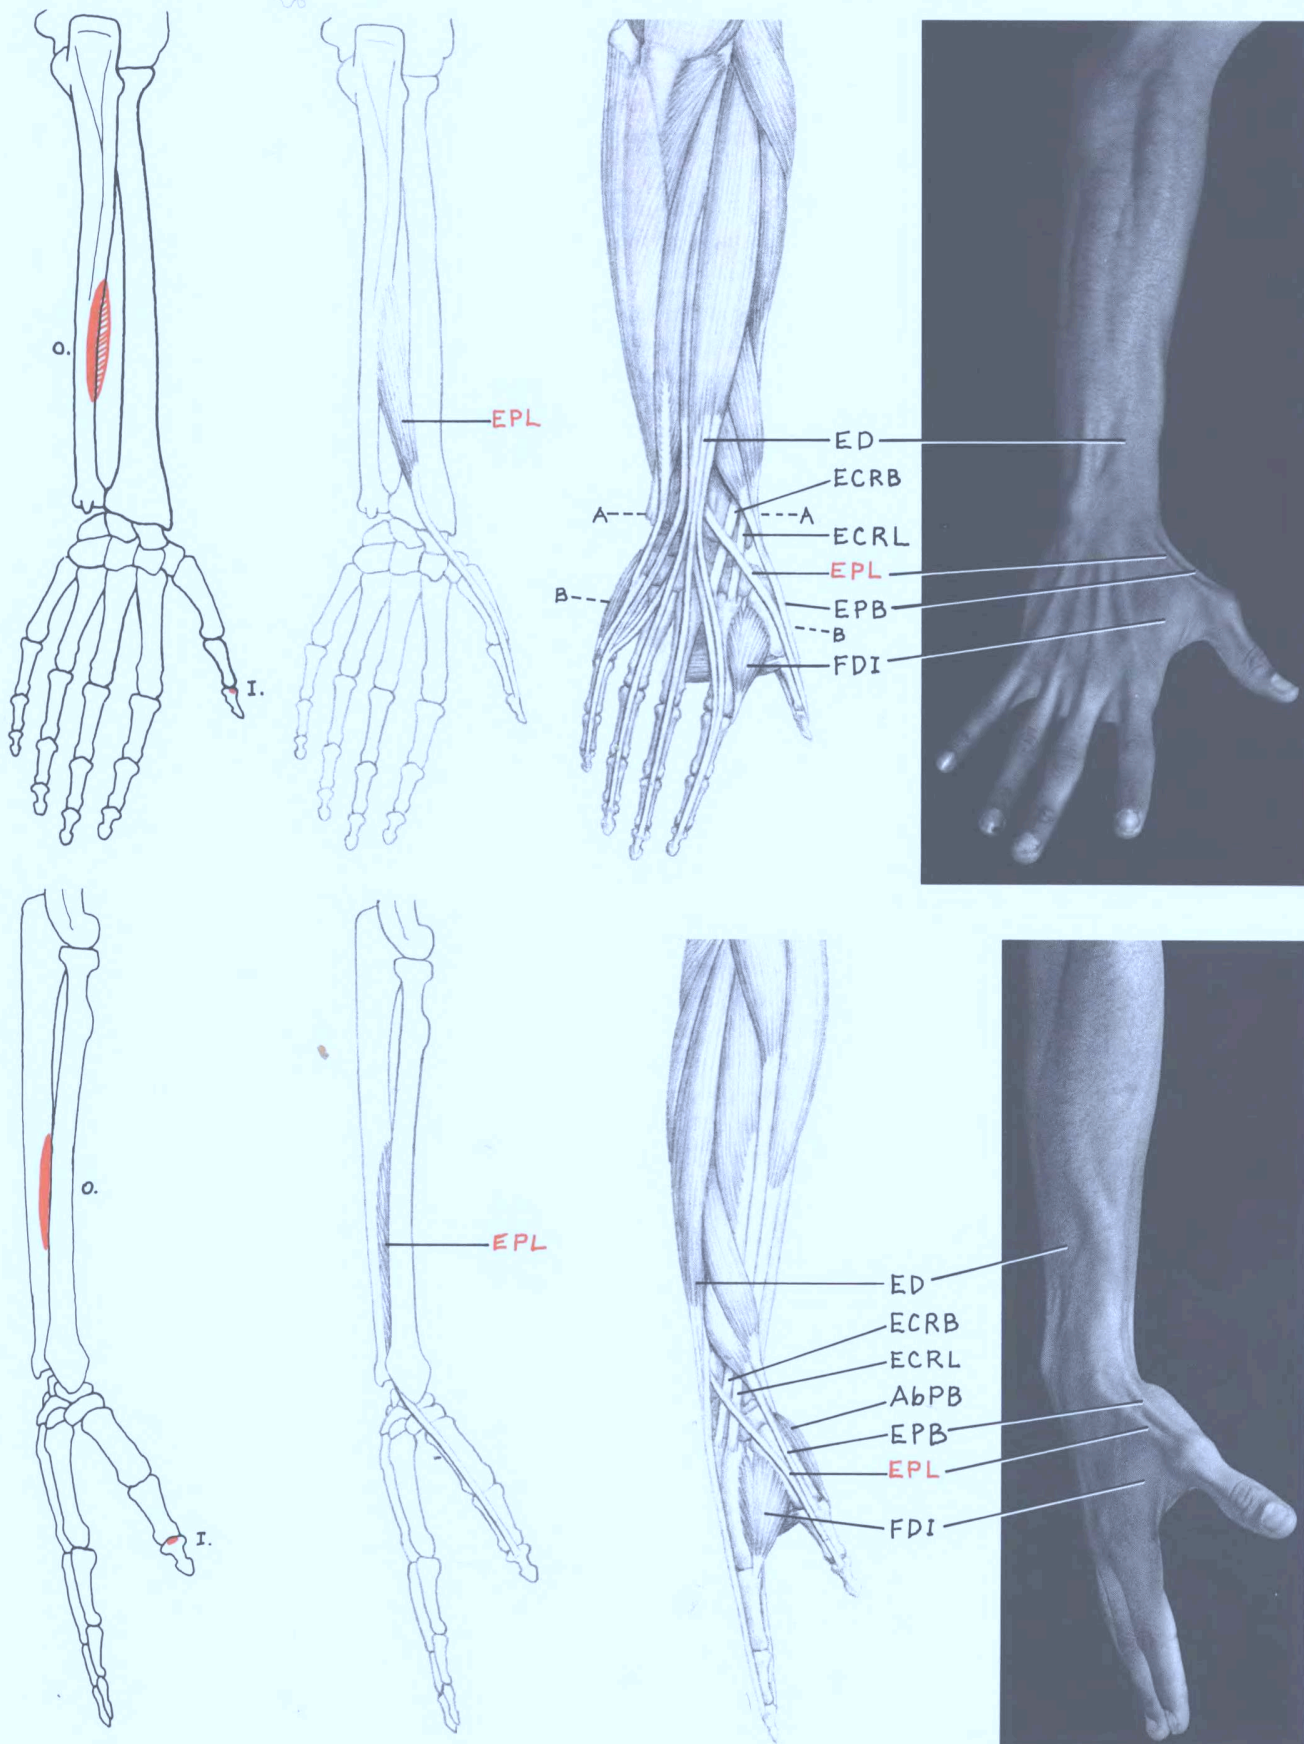 O.
I.
EPL
ED
ECRB
A A
ECRL
EPL
B
EPB
B
FDI
O.
I.
EPL
ED
ECRB
ECRL
AbPB
EPB
EPL
FDI